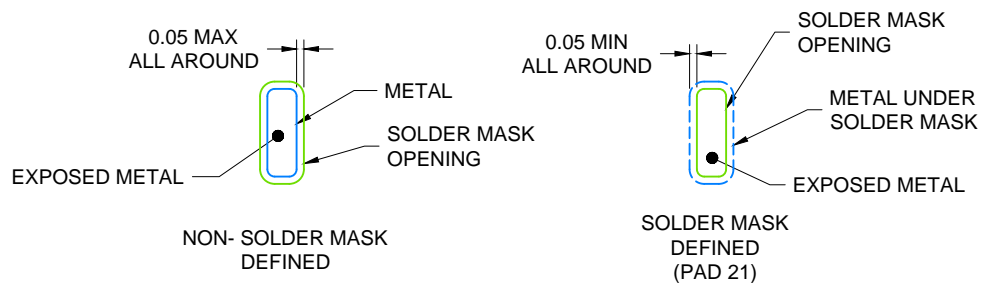 0.05 MAX
ALL AROUND
METAL
SOLDER MASK
OPENING
EXPOSED METAL
NON- SOLDER MASK
DEFINED
0.05 MIN
ALL AROUND
SOLDER MASK
OPENING
METAL UNDER
SOLDER MASK
EXPOSED METAL
SOLDER MASK
DEFINED
(PAD 21)